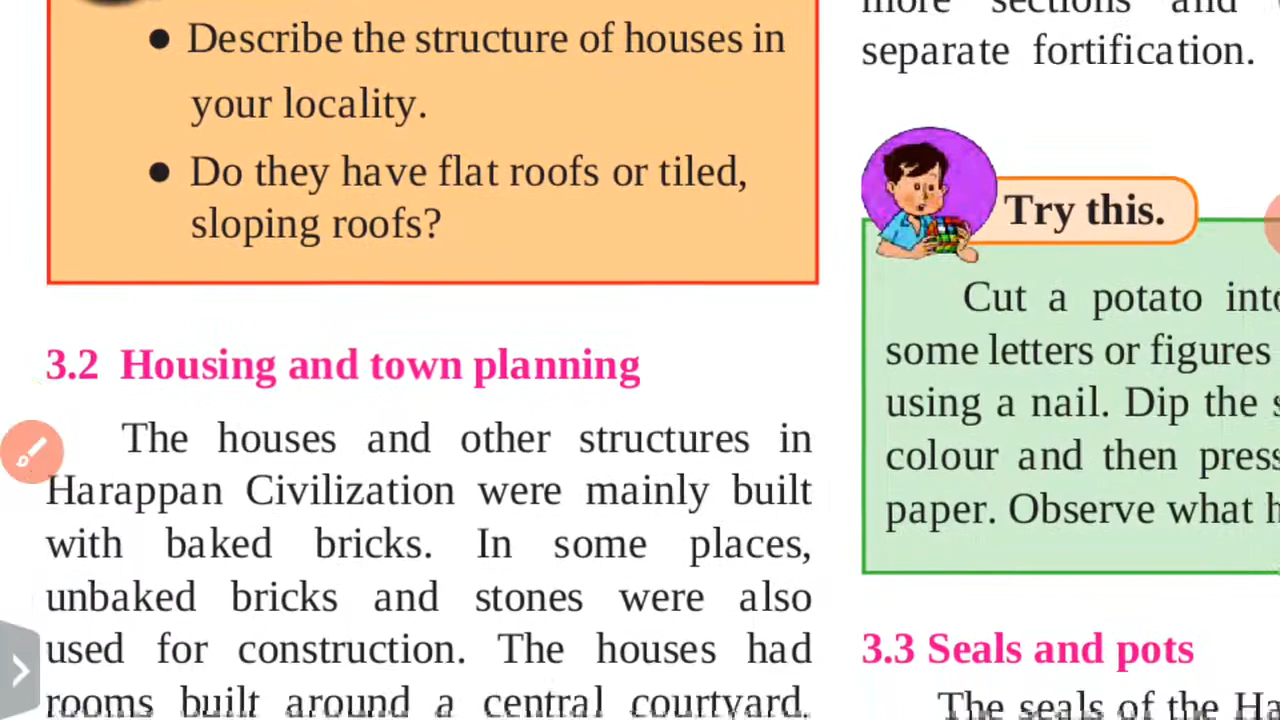 ● Describe the structure of houses in
your locality.
● Do they have flat roofs or tiled,
sloping roofs?
3.2 Housing and town planning
The houses and other structures in
Harappan Civilization were mainly built
with baked bricks. In some places,
unbaked bricks and stones were also
used for construction. The houses had
rooms built around a central courtyard.
more sections and
separate fortification.
Try this.
Cut a potato
some letters or figures
using a nail. Dip the
colour and then press
paper. Observe what
3.3 Seals and pots
The seals of the